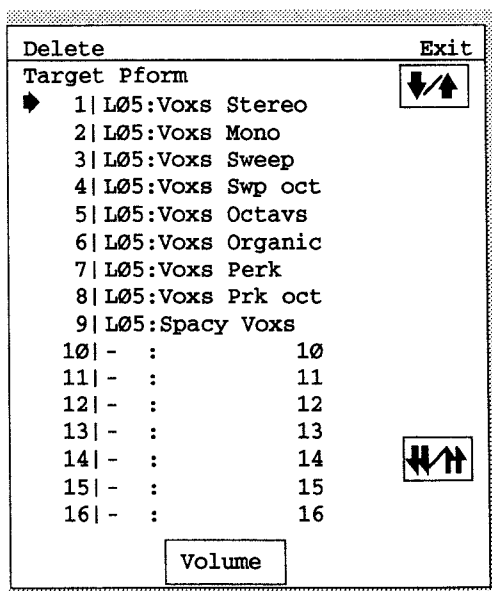 Delete Exit
Target Pform
1| LØ5:Voxs Stereo
2| LØ5:Voxs Mono
3| LØ5:Voxs Sweep
4| LØ5:Voxs Swp oct
5| LØ5:Voxs Octavs
6| LØ5:Voxs Organic
7| LØ5:Voxs Perk
8| LØ5:Voxs Prk oct
9| LØ5:Spacy Voxs
1Ø| - : 1Ø
11| - : 11
12| - : 12
13| - : 13
14| - : 14
15| - : 15
16| - : 16
Volume